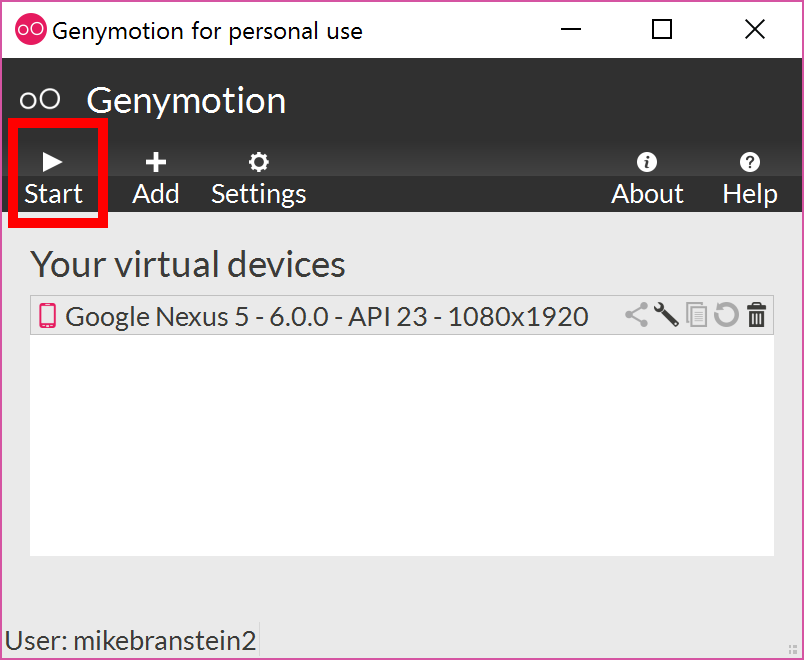 Genymotion for personal use
Genymotion
Start Add Settings About Help
Your virtual devices
Google Nexus 5 - 6.0.0 - API 23 - 1080x1920
User: mikebranstein2